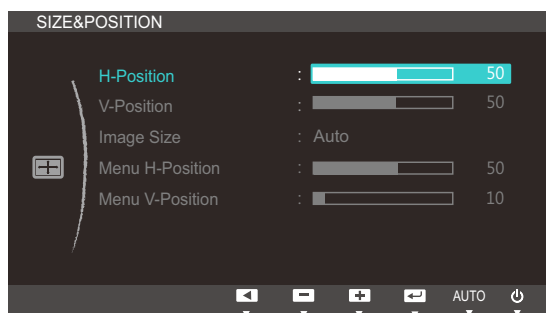 SIZE&POSITION
H-Position : 50
V-Position : 50
Image Size : Auto
Menu H-Position : 50
Menu V-Position : 10
AUTO